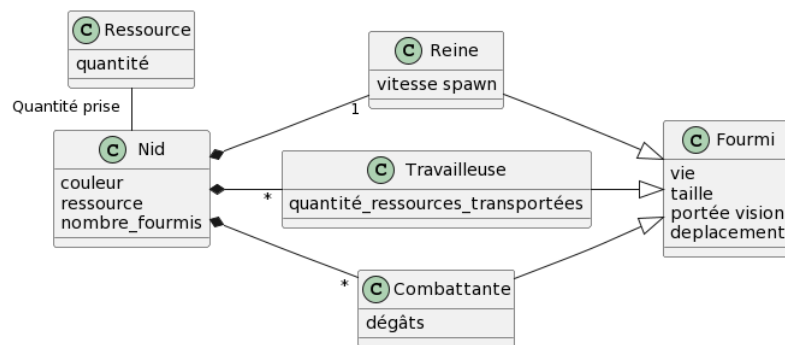 C Ressource
quantité
Quantité prise
C Nid
couleur
ressource
nombre_fourmis
C Reine
vitesse spawn
1
C Travailleuse
quantité_ressources_transportées
*
C Combattante
dégâts
*
C Fourmi
vie
taille
portée vision
deplacement